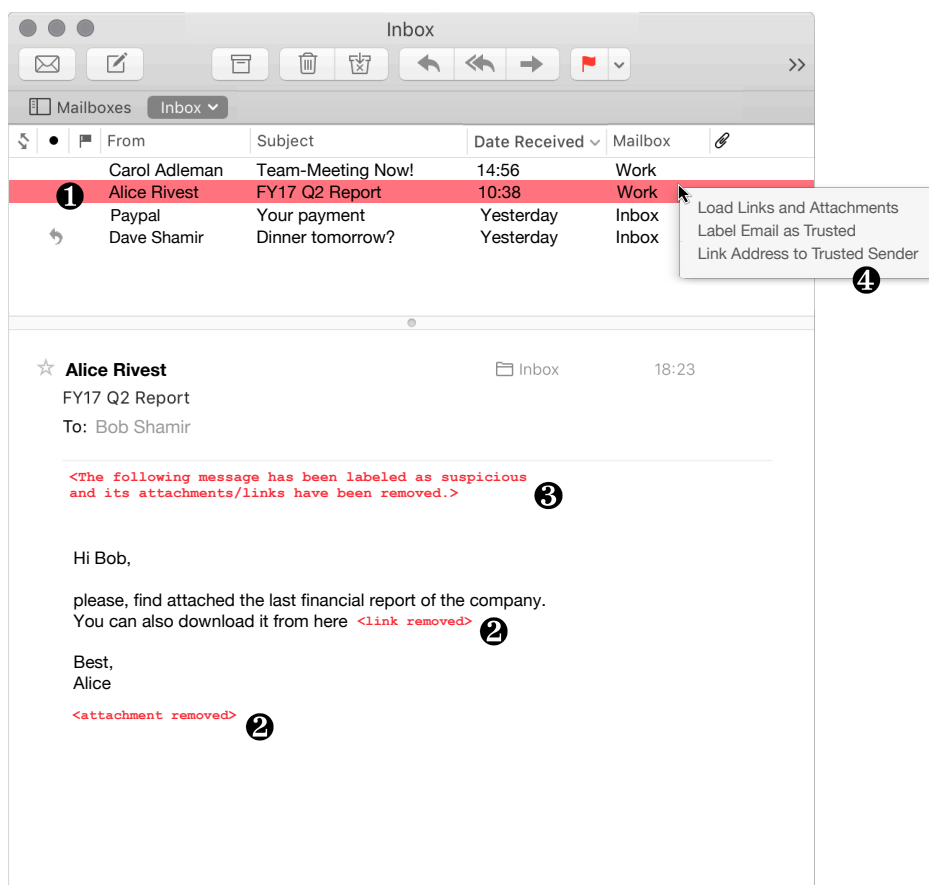 Inbox
Mailboxes Inbox
From Subject Date Received Mailbox
Carol Adleman Team-Meeting Now! 14:56 Work
❶ Alice Rivest FY17 Q2 Report 10:38 Work
Paypal Your payment Yesterday Inbox
Dave Shamir Dinner tomorrow? Yesterday Inbox
Load Links and Attachments
Label Email as Trusted
Link Address to Trusted Sender
❹
Alice Rivest Inbox 18:23
FY17 Q2 Report
To: Bob Shamir
<The following message has been labeled as suspicious
and its attachments/links have been removed.> ❸
Hi Bob,
please, find attached the last financial report of the company.
You can also download it from here <link removed> ❷
Best,
Alice
<attachment removed> ❷